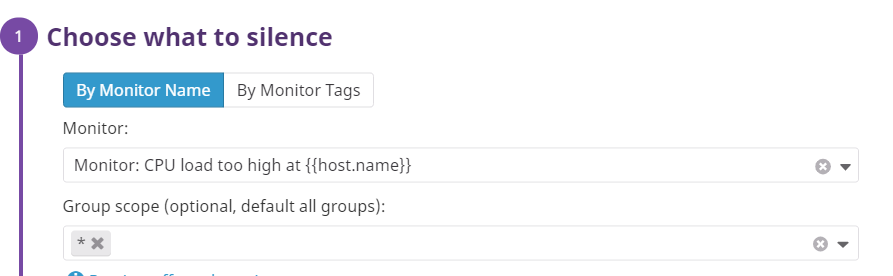 1 Choose what to silence
By Monitor Name By Monitor Tags
Monitor:
Monitor: CPU load too high at {{host.name}}
Group scope (optional, default all groups):
*